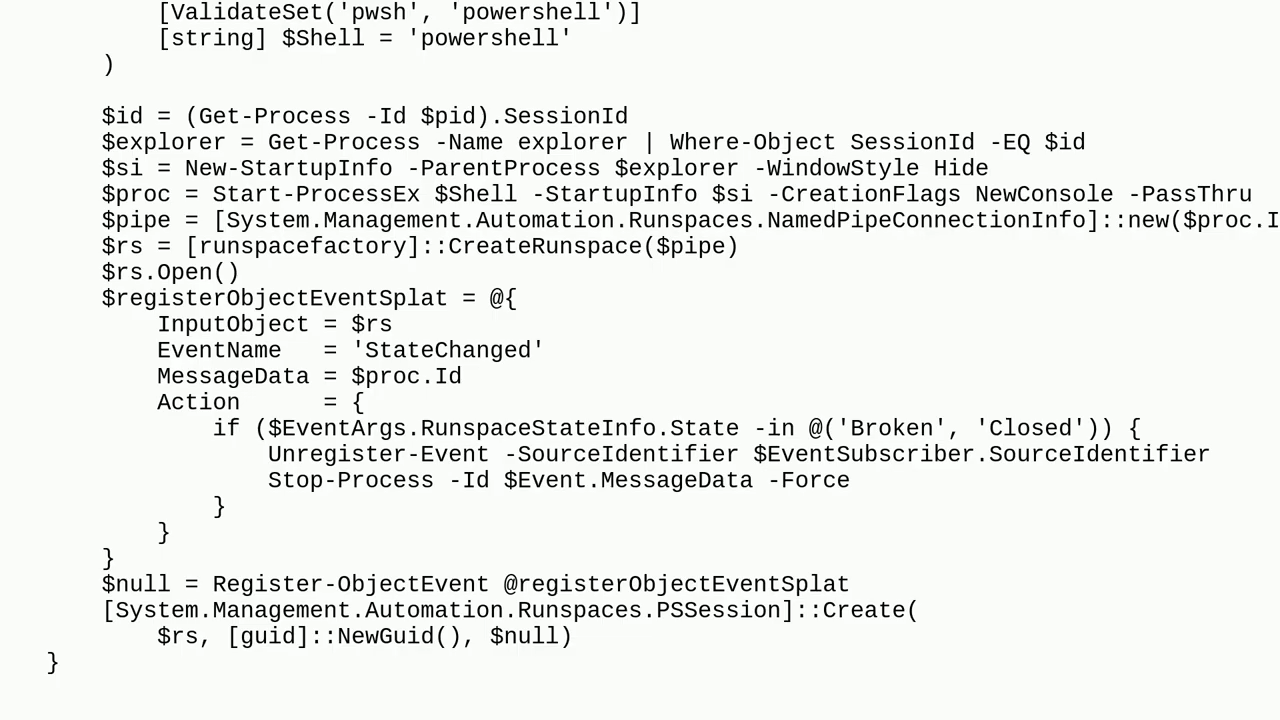 [ValidateSet('pwsh', 'powershell')]
[string] $Shell = 'powershell'
)
$id = (Get-Process -Id $pid).SessionId
$explorer = Get-Process -Name explorer | Where-Object SessionId -EQ $id
$si = New-StartupInfo -ParentProcess $explorer -WindowStyle Hide
$proc = Start-ProcessEx $Shell -StartupInfo $si -CreationFlags NewConsole -PassThru
$pipe = [System.Management.Automation.Runspaces.NamedPipeConnectionInfo]::new($proc.I
$rs = [runspacefactory]::CreateRunspace($pipe)
$rs.Open()
$registerObjectEventSplat = @{
InputObject = $rs
EventName   = 'StateChanged'
MessageData = $proc.Id
Action      = {
if ($EventArgs.RunspaceStateInfo.State -in @('Broken', 'Closed')) {
Unregister-Event -SourceIdentifier $EventSubscriber.SourceIdentifier
Stop-Process -Id $Event.MessageData -Force
}
}
}
$null = Register-ObjectEvent @registerObjectEventSplat
[System.Management.Automation.Runspaces.PSSession]::Create(
$rs, [guid]::NewGuid(), $null)
}